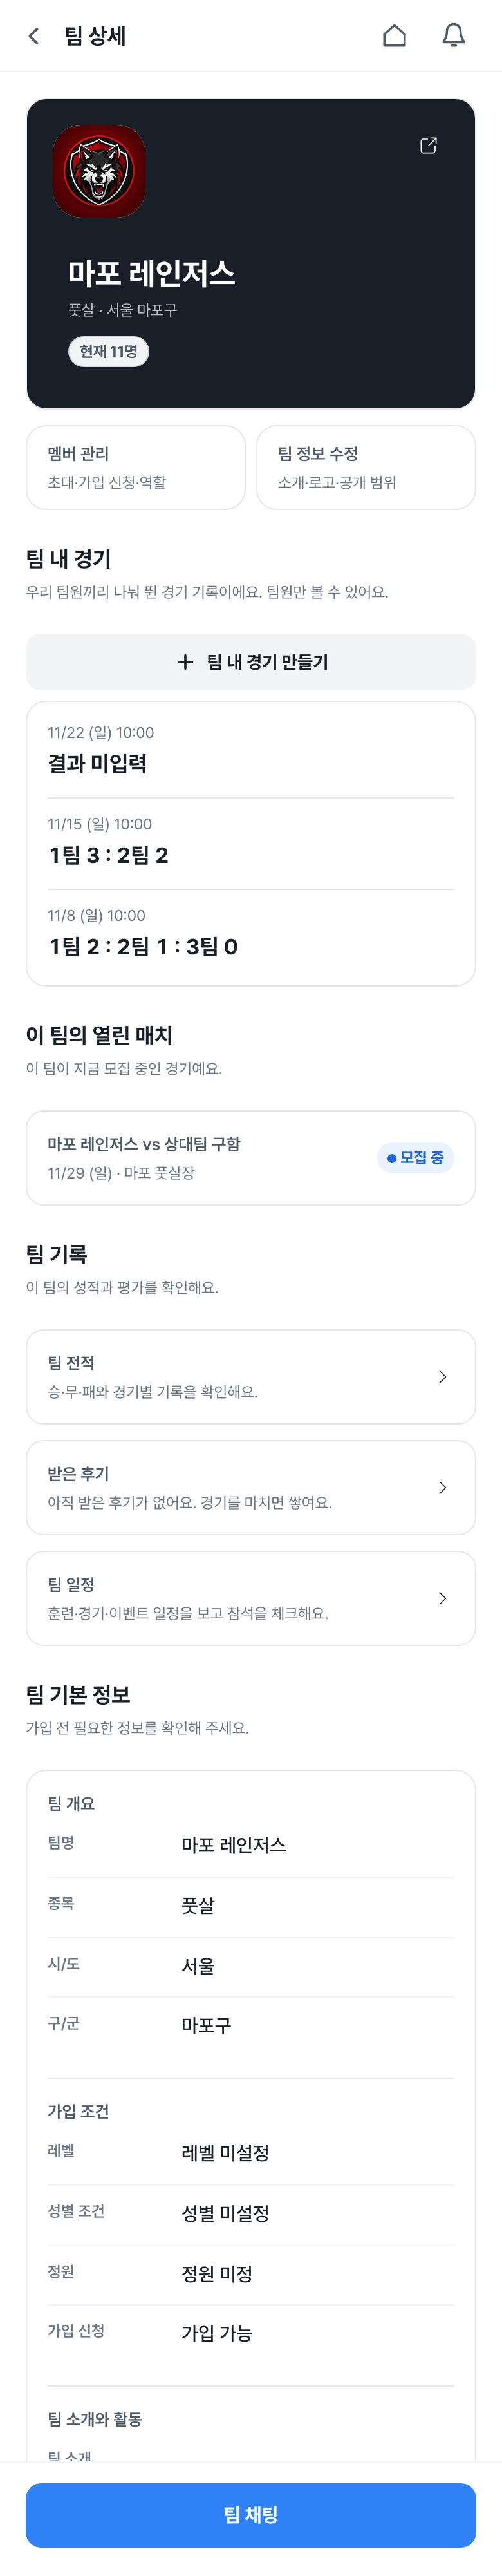 팀 상세
마포 레인저스
풋살 · 서울 마포구
현재 11명
멤버 관리
초대·가입 신청·역할
팀 정보 수정
소개·로고·공개 범위
팀 내 경기
우리 팀원끼리 나눠 뛴 경기 기록이에요. 팀원만 볼 수 있어요.
+ 팀 내 경기 만들기
11/22 (일) 10:00
결과 미입력
11/15 (일) 10:00
1팀 3 : 2팀 2
11/8 (일) 10:00
1팀 2 : 2팀 1 : 3팀 0
이 팀의 열린 매치
이 팀이 지금 모집 중인 경기예요.
마포 레인저스 vs 상대팀 구함
11/29 (일) · 마포 풋살장
모집 중
팀 기록
이 팀의 성적과 평가를 확인해요.
팀 전적
승·무·패와 경기별 기록을 확인해요.
받은 후기
아직 받은 후기가 없어요. 경기를 마치면 쌓여요.
팀 일정
훈련·경기·이벤트 일정을 보고 참석을 체크해요.
팀 기본 정보
가입 전 필요한 정보를 확인해 주세요.
팀 개요
팀명 마포 레인저스
종목 풋살
시/도 서울
구/군 마포구
가입 조건
레벨 레벨 미설정
성별 조건 성별 미설정
정원 정원 미정
가입 신청 가입 가능
팀 소개와 활동
팀 소개
팀 채팅